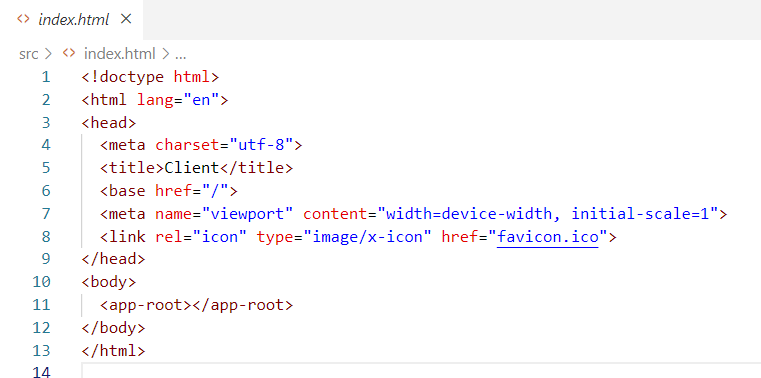 index.html
src > index.html > ...
1 <!doctype html>
2 <html lang="en">
3 <head>
4   <meta charset="utf-8">
5   <title>Client</title>
6   <base href="/">
7   <meta name="viewport" content="width=device-width, initial-scale=1">
8   <link rel="icon" type="image/x-icon" href="favicon.ico">
9 </head>
10 <body>
11   <app-root></app-root>
12 </body>
13 </html>
14